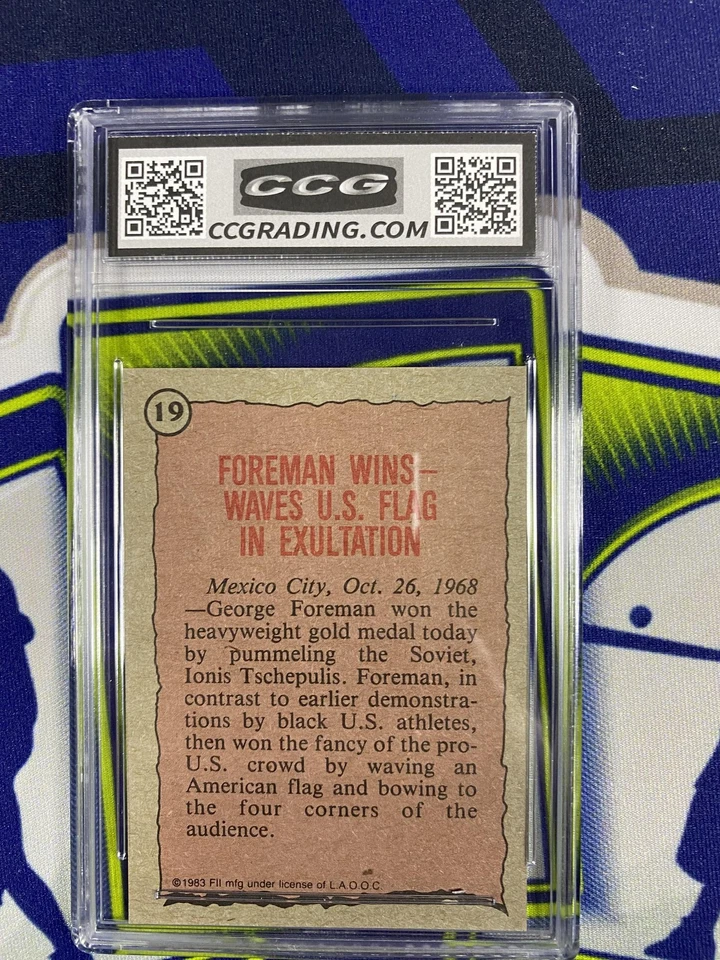 CCG
CCGRADING.COM
19
FOREMAN WINS—
WAVES U.S. FLAG
IN EXULTATION
Mexico City, Oct. 26, 1968
—George Foreman won the
heavyweight gold medal today
by pummeling the Soviet,
Ionis Tschepulis. Foreman, in
contrast to earlier demonstra-
tions by black U.S. athletes,
then won the fancy of the pro-
U.S. crowd by waving an
American flag and bowing to
the four corners of the
audience.
©1983 FII mfg under license of L.A.O.O.C